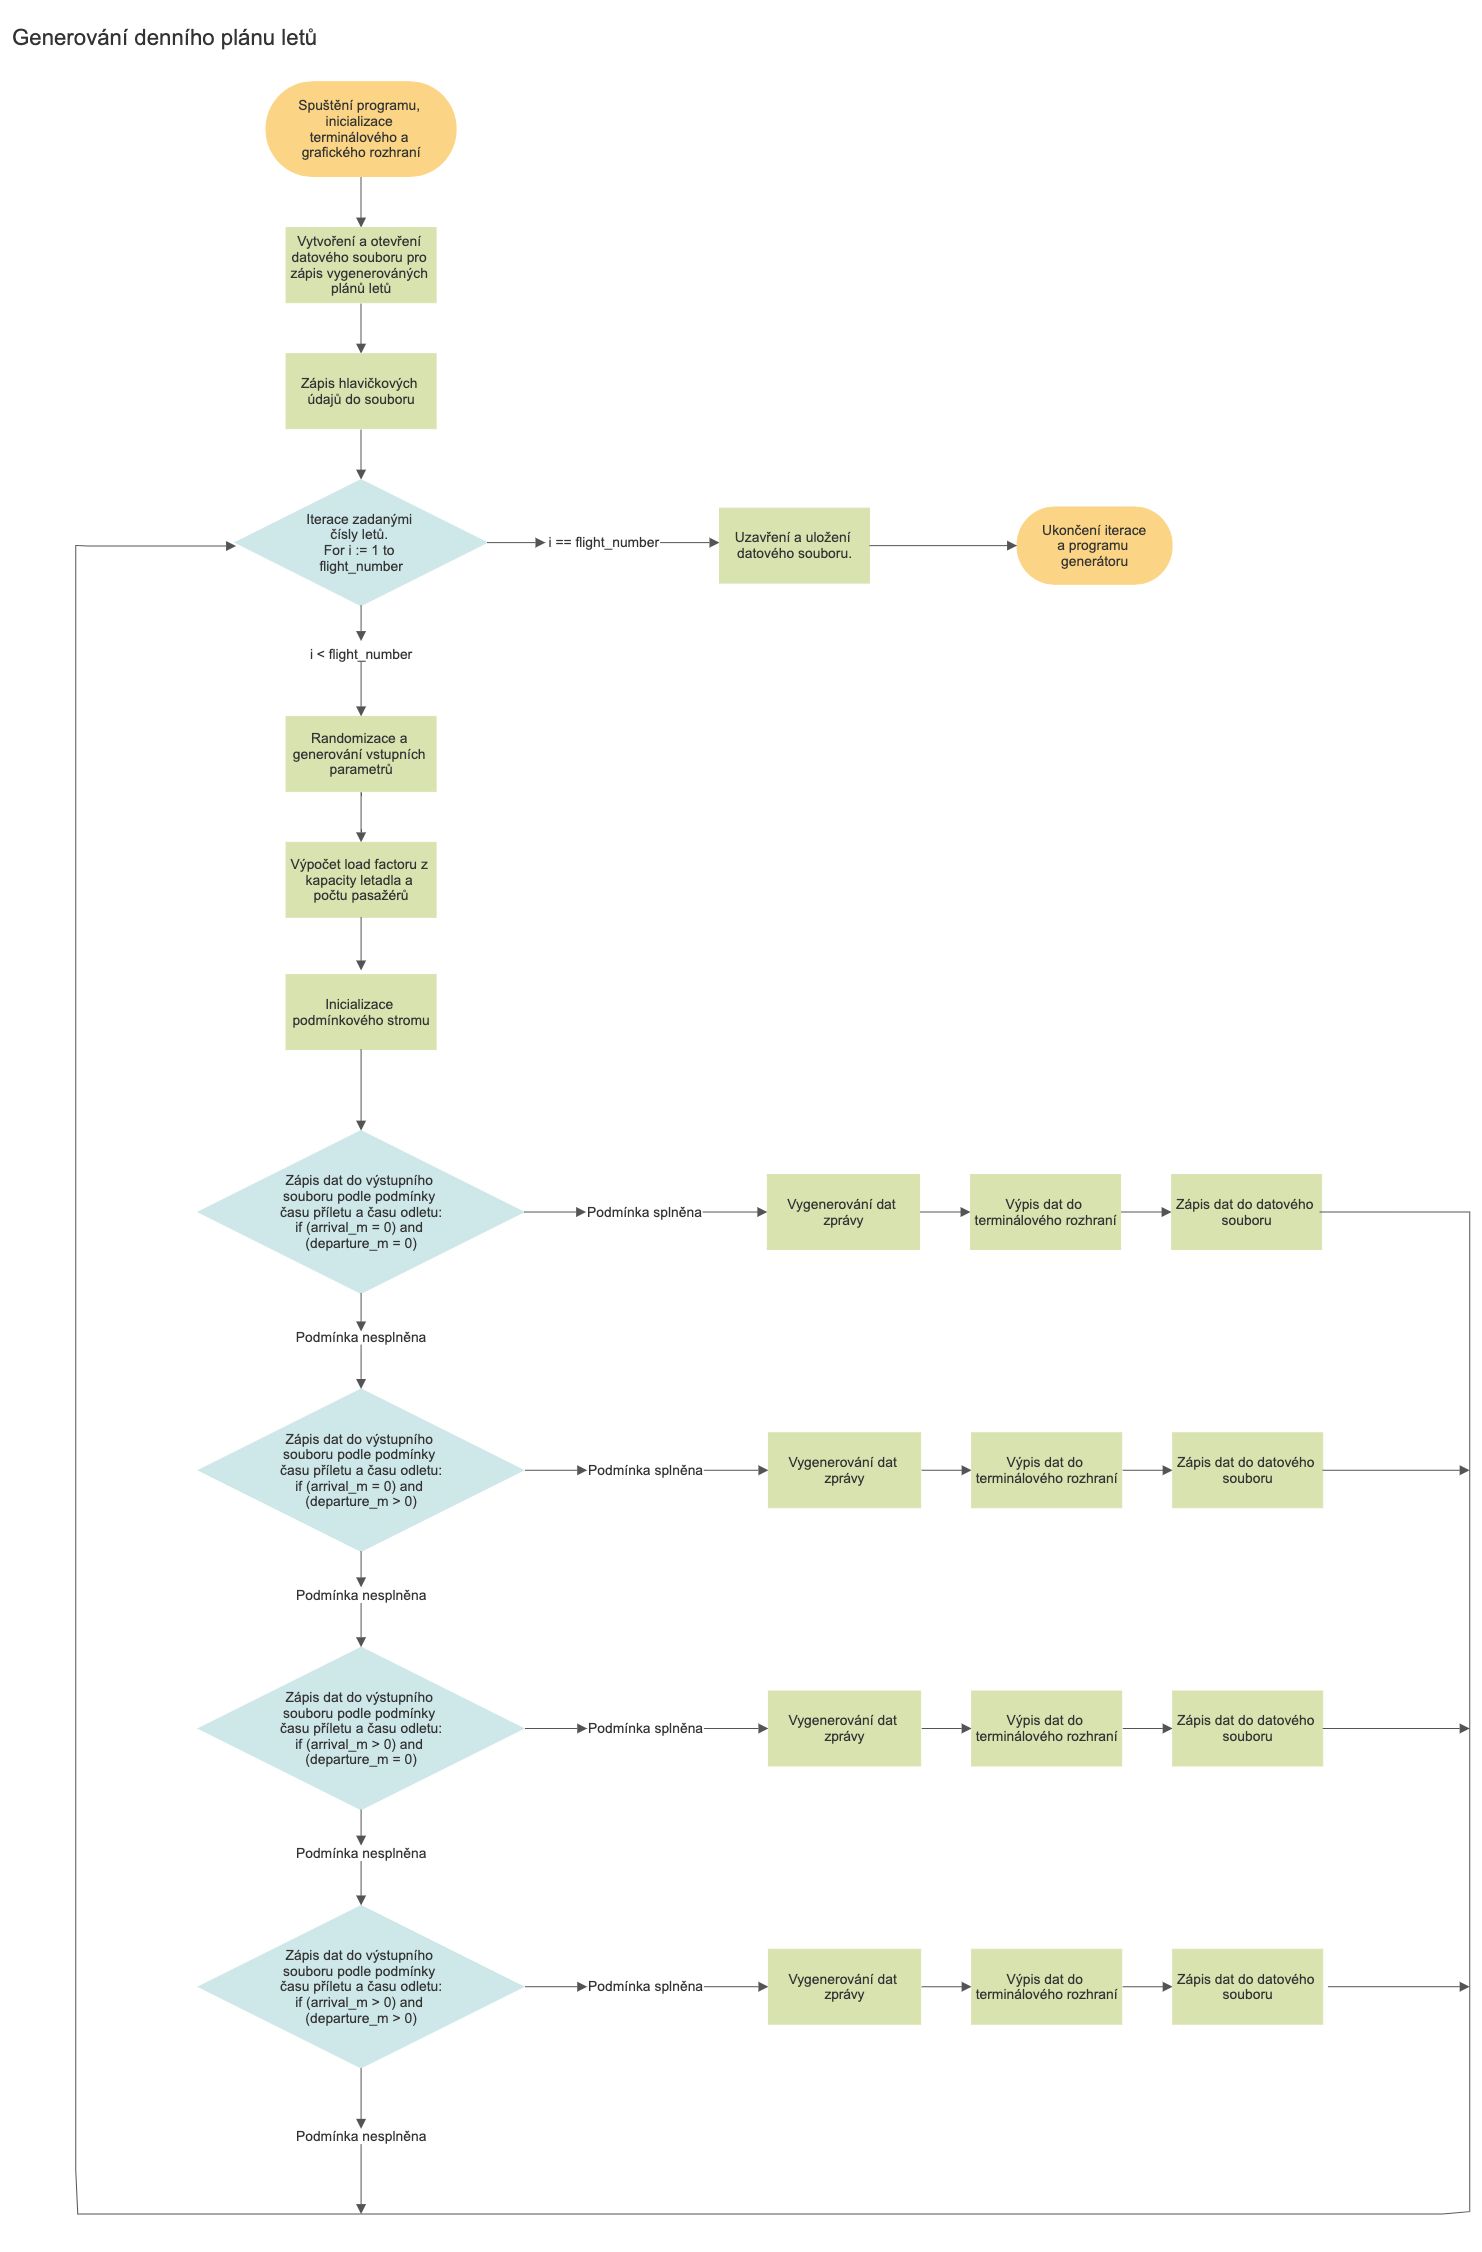 Generování denního plánu letů
Spuštění programu,
inicializace
terminálového a
grafického rozhraní
Vytvoření a otevření
datového souboru pro
zápis vygenerováných
plánů letů
Zápis hlavičkových
údajů do souboru
Iterace zadanými
čísly letů.
For i := 1 to
flight_number
i == flight_number
Uzavření a uložení
datového souboru.
Ukončení iterace
a programu
generátoru
i < flight_number
Randomizace a
generování vstupních
parametrů
Výpočet load factoru z
kapacity letadla a
počtu pasažérů
Inicializace
podmínkového stromu
Zápis dat do výstupního
souboru podle podmínky
času příletu a času odletu:
if (arrival_m = 0) and
(departure_m = 0)
Podmínka splněna
Vygenerování dat
zprávy
Výpis dat do
terminálového rozhraní
Zápis dat do datového
souboru
Podmínka nesplněna
Zápis dat do výstupního
souboru podle podmínky
času příletu a času odletu:
if (arrival_m = 0) and
(departure_m > 0)
Podmínka splněna
Vygenerování dat
zprávy
Výpis dat do
terminálového rozhraní
Zápis dat do datového
souboru
Podmínka nesplněna
Zápis dat do výstupního
souboru podle podmínky
času příletu a času odletu:
if (arrival_m > 0) and
(departure_m = 0)
Podmínka splněna
Vygenerování dat
zprávy
Výpis dat do
terminálového rozhraní
Zápis dat do datového
souboru
Podmínka nesplněna
Zápis dat do výstupního
souboru podle podmínky
času příletu a času odletu:
if (arrival_m > 0) and
(departure_m > 0)
Podmínka splněna
Vygenerování dat
zprávy
Výpis dat do
terminálového rozhraní
Zápis dat do datového
souboru
Podmínka nesplněna